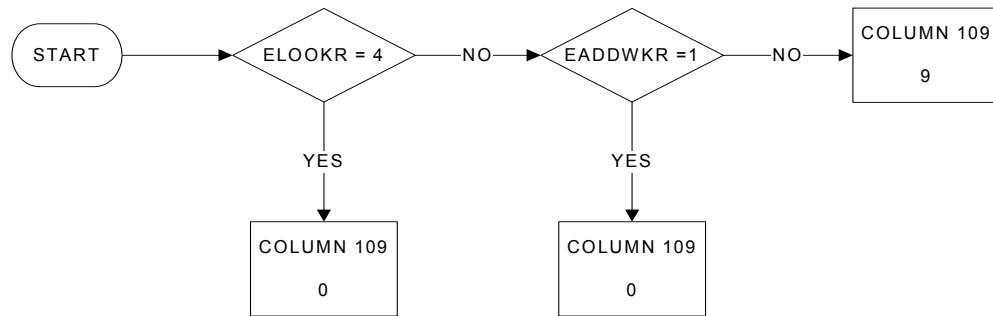 START
ELOOKR = 4
NO
EADDWKR =1
NO
COLUMN 109
9
YES
YES
COLUMN 109
0
COLUMN 109
0